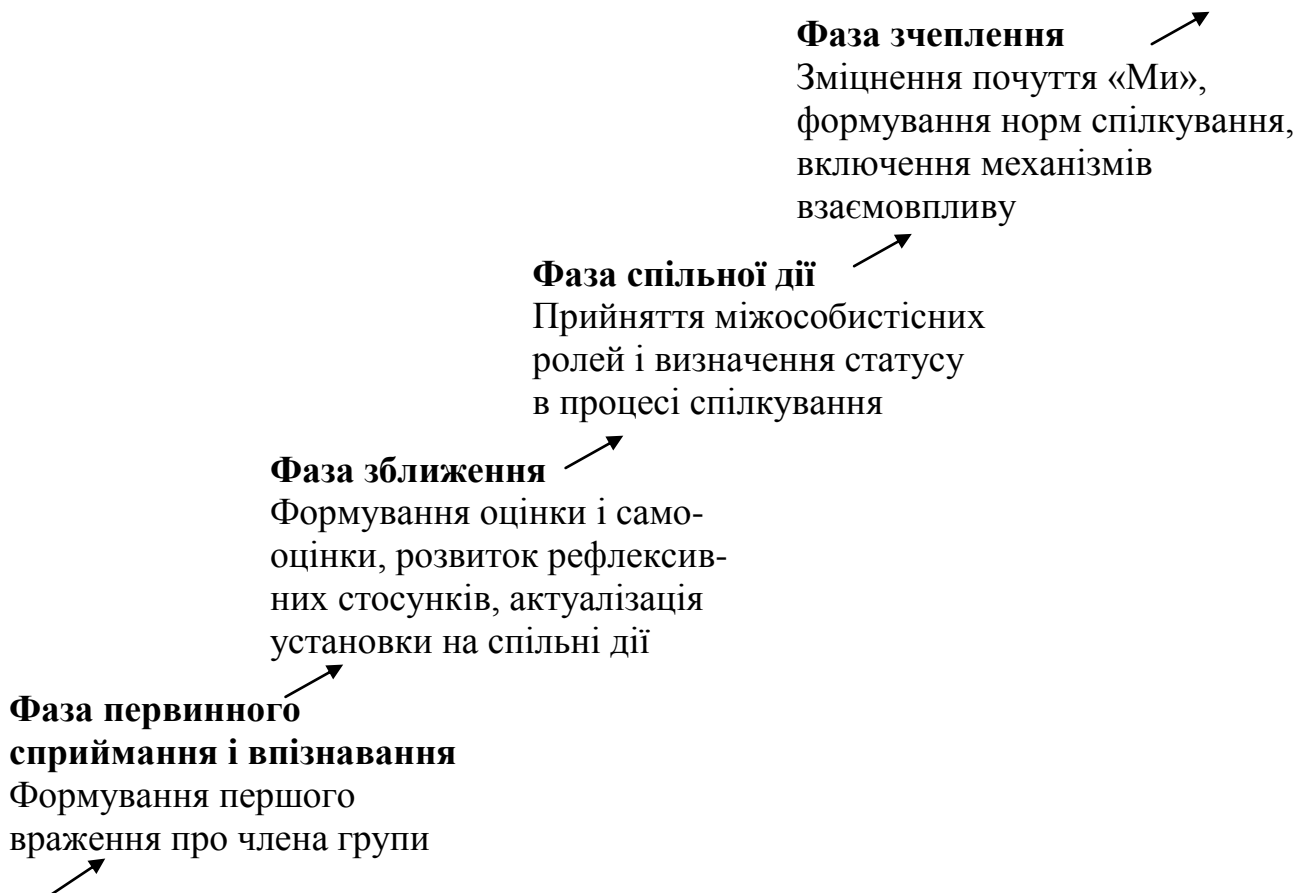 Фаза зчеплення
Зміцнення почуття «Ми»,
формування норм спілкування,
включення механізмів
взаємовпливу
Фаза спільної дії
Прийняття міжособистісних
ролей і визначення статусу
в процесі спілкування
Фаза зближення
Формування оцінки і само-
оцінки, розвиток рефлексив-
них стосунків, актуалізація
установки на спільні дії
Фаза первинного
сприймання і впізнавання
Формування першого
враження про члена групи